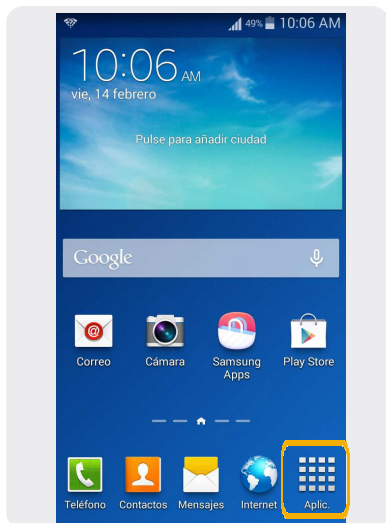 49% 10:06 AM
10:06 AM
vie, 14 febrero
Pulse para añadir ciudad
Google
@
Correo
Cámara
Samsung
Apps
Play Store
Teléfono
Contactos
Mensajes
Internet
Aplic.